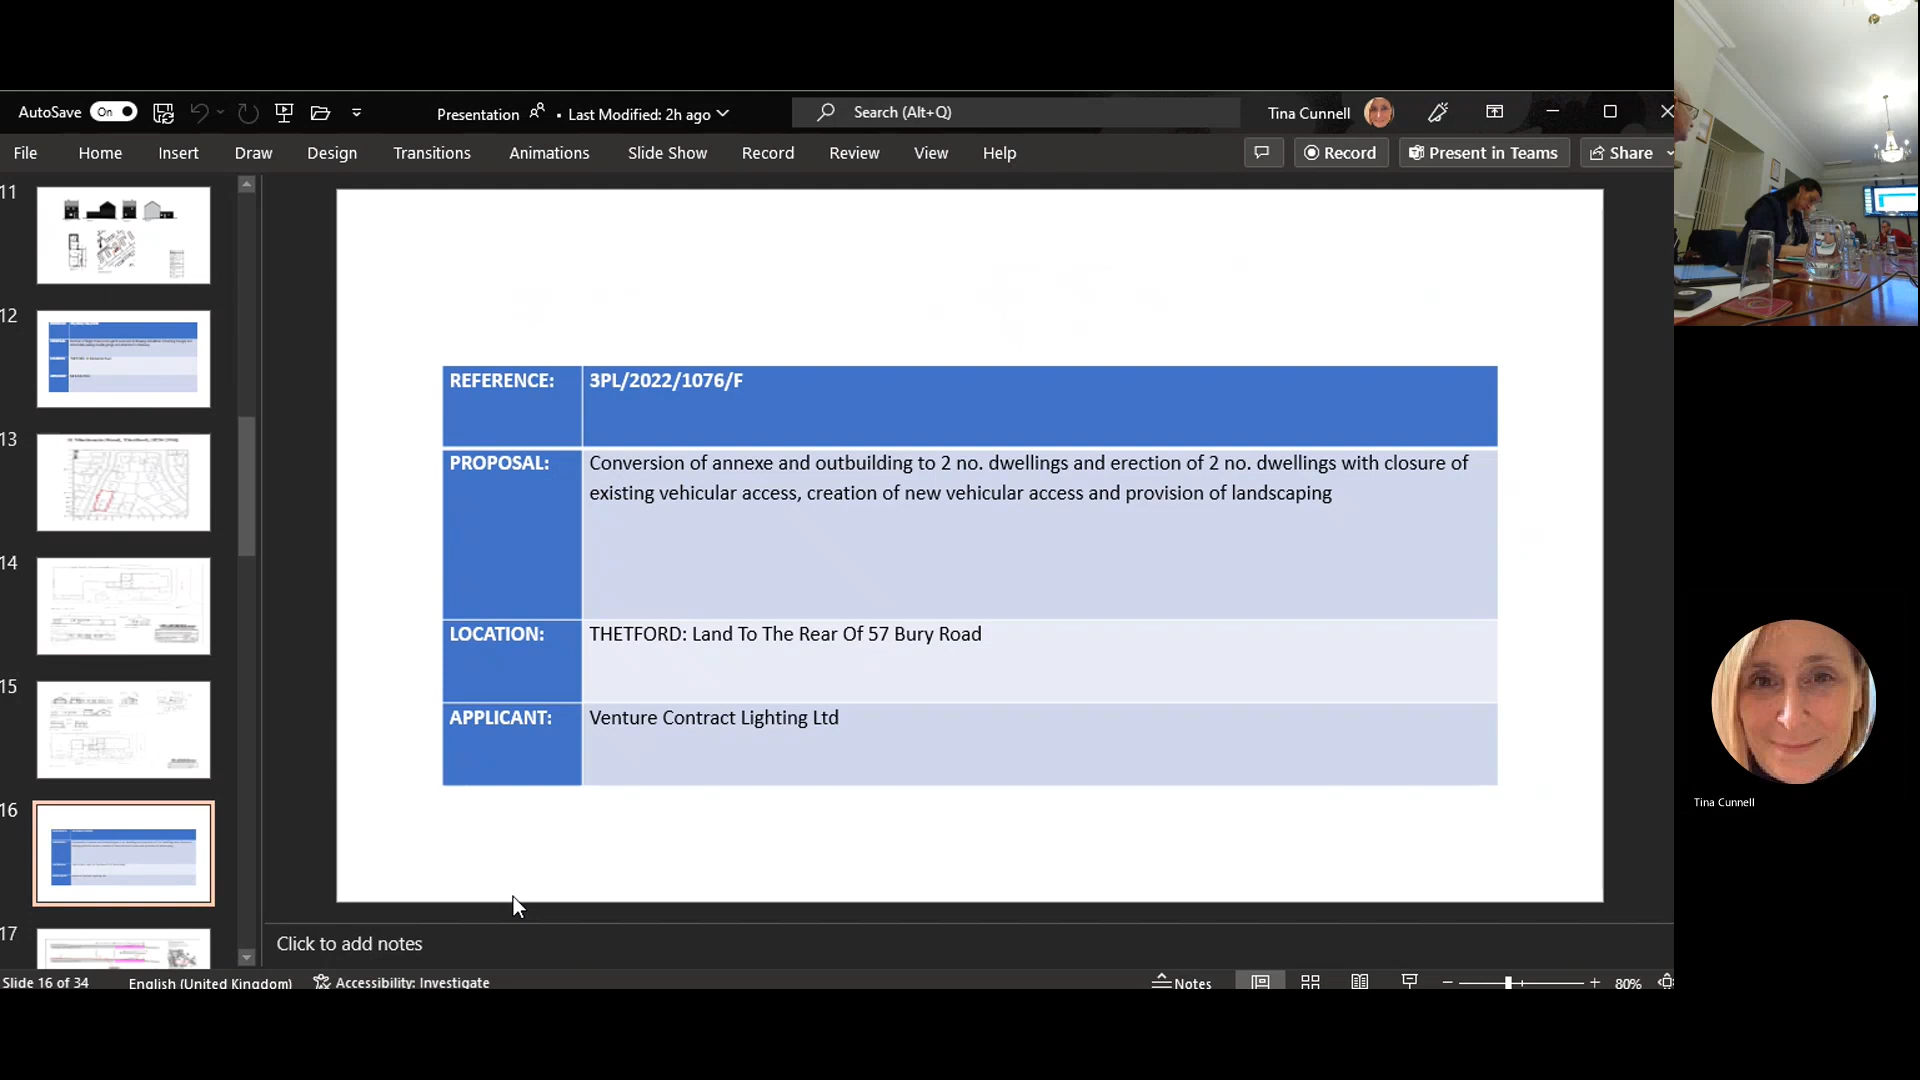 AutoSave On
Presentation • Last Modified: 2h ago
Search (Alt+Q)
Tina Cunnell
File Home Insert Draw Design Transitions Animations Slide Show Record Review View Help
Record Present in Teams Share
11
12
13
14
15
16
17
REFERENCE: 3PL/2022/1076/F
PROPOSAL: Conversion of annexe and outbuilding to 2 no. dwellings and erection of 2 no. dwellings with closure of
existing vehicular access, creation of new vehicular access and provision of landscaping
LOCATION: THETFORD: Land To The Rear Of 57 Bury Road
APPLICANT: Venture Contract Lighting Ltd
Click to add notes
Slide 16 of 34 English (United Kingdom) Accessibility: Investigate Notes 80%
Tina Cunnell